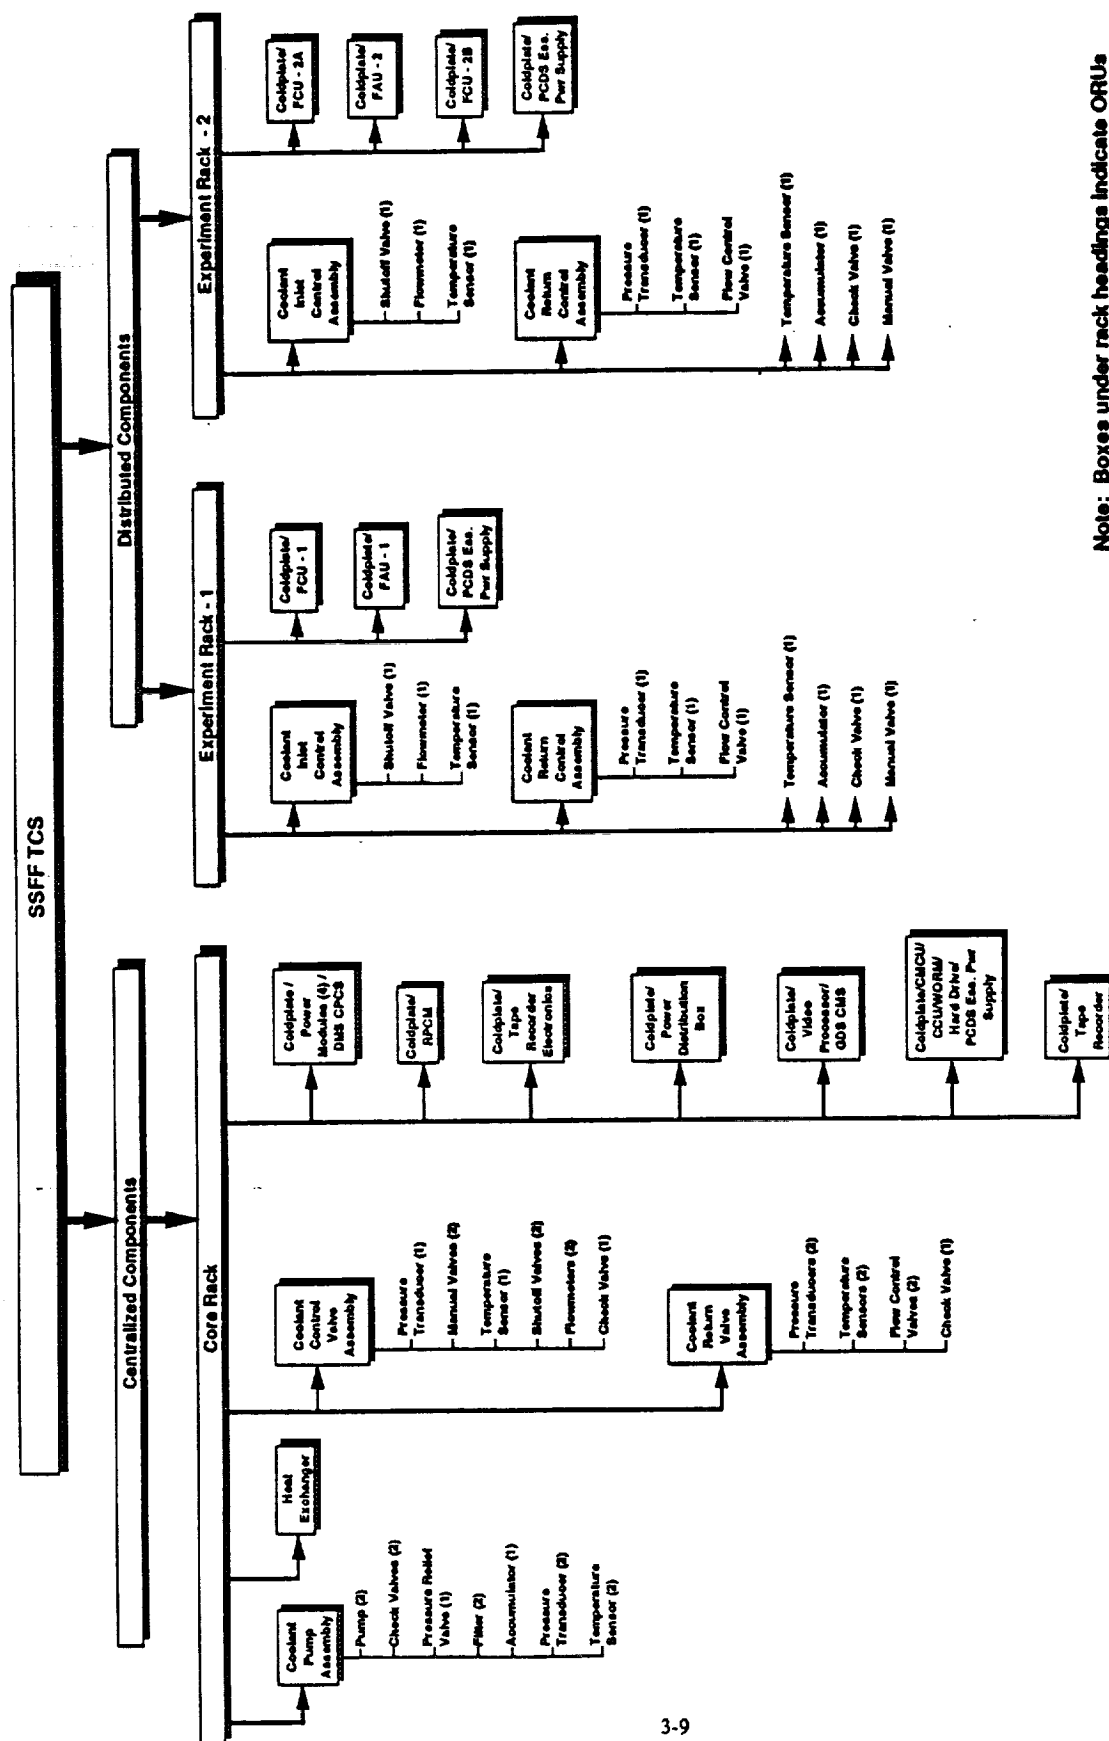 SSFF TCS
Centralized Components
Distributed Components
Core Rack
Experiment Rack - 1
Experiment Rack - 2
Coolant
Pump
Assembly
Pump (2)
Check Valves (2)
Pressure Relief
Valve (1)
Filter (2)
Accumulator (1)
Pressure
Transducer (2)
Temperature
Sensor (2)
Heat
Exchanger
Coolant
Control
Valve
Assembly
Pressure
Transducer (1)
Manual Valves (2)
Temperature
Sensor (1)
Shutoff Valves (2)
Flowmeters (2)
Check Valve (1)
Coolant
Return
Valve
Assembly
Pressure
Transducers (2)
Temperature
Sensors (2)
Flow Control
Valves (2)
Check Valve (1)
Coldplate /
Power
Modules (4) /
DMS CPCS
Coldplate/
RPCM
Coldplate/
Tape
Recorder
Electronics
Coldplate/
Power
Distribution
Box
Coldplate/
Video
Processor/
GDS CMS
Coldplate/CMCU/
CCU/WORM/
Hard Drive/
PCDS Ess. Pwr
Supply
Coldplate/
Tape
Recorder
Coolant
Inlet
Control
Assembly
Shutoff Valve (1)
Flowmeter (1)
Temperature
Sensor (1)
Coolant
Return
Control
Assembly
Pressure
Transducer (1)
Temperature
Sensor (1)
Flow Control
Valve (1)
Temperature Sensor (1)
Accumulator (1)
Check Valve (1)
Manual Valve (1)
Coldplate/
FCU - 1
Coldplate/
FAU - 1
Coldplate/
PCDS Ess.
Pwr Supply
Coolant
Inlet
Control
Assembly
Shutoff Valve (1)
Flowmeter (1)
Temperature
Sensor (1)
Coolant
Return
Control
Assembly
Pressure
Transducer (1)
Temperature
Sensor (1)
Flow Control
Valve (1)
Temperature Sensor (1)
Accumulator (1)
Check Valve (1)
Manual Valve (1)
Coldplate/
FCU - 2A
Coldplate/
FAU - 2
Coldplate/
FCU - 2B
Coldplate/
PCDS Ess.
Pwr Supply
Note: Boxes under rack headings indicate ORUs
3-9